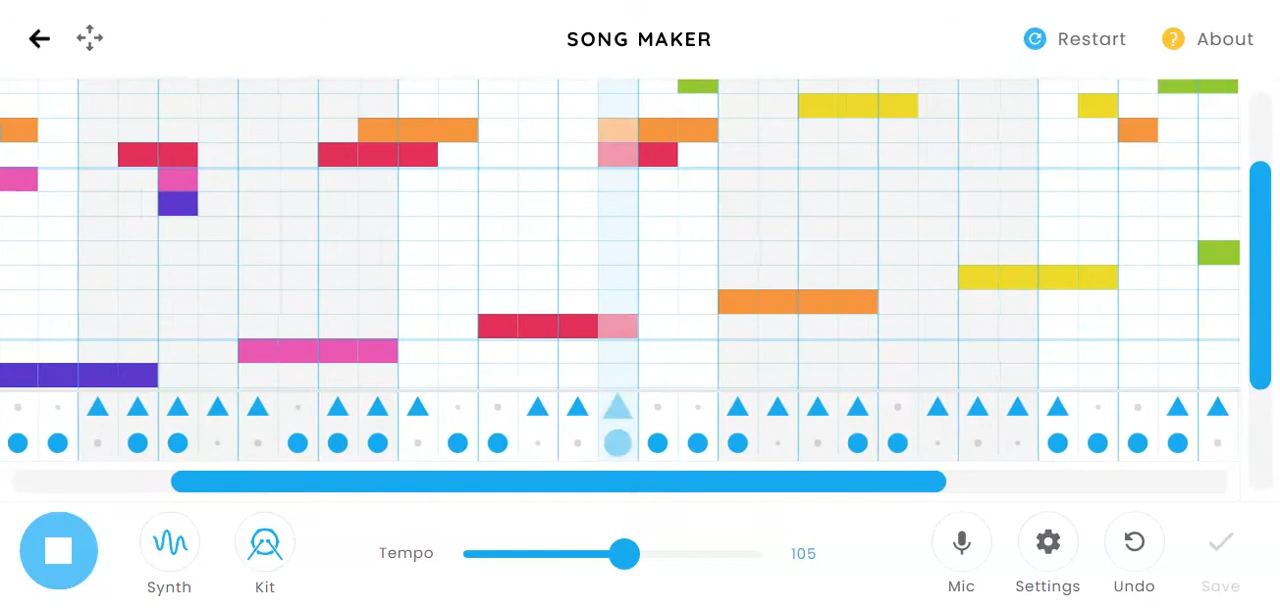 SONG MAKER
Restart
? About
Tempo
105
Synth
Kit
Mic
Settings
Undo
Save